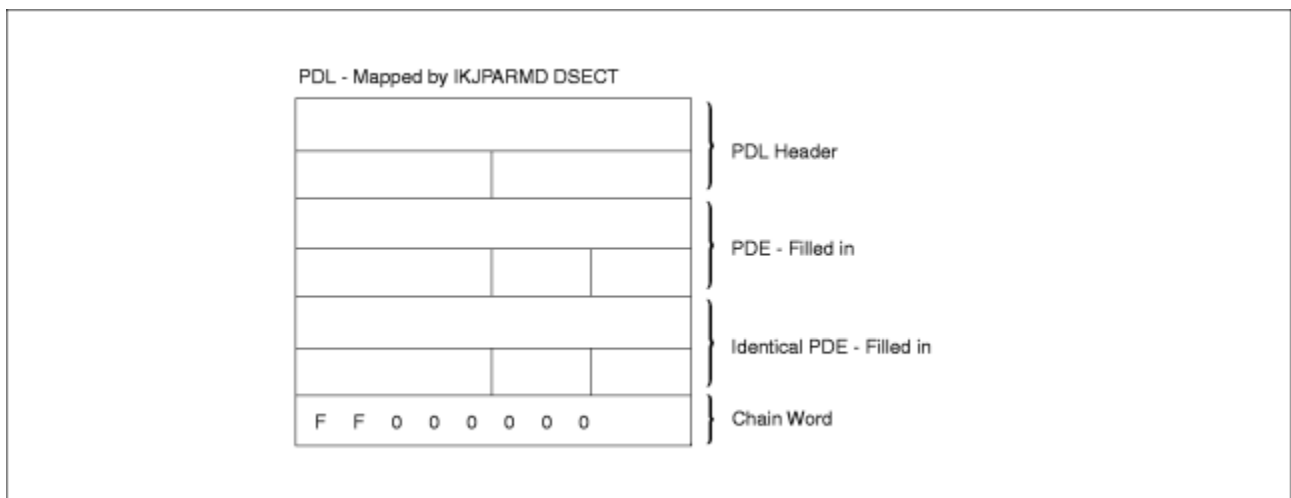 PDL - Mapped by IKJPARMD DSECT
PDL Header
PDE - Filled in
Identical PDE - Filled in
F F 0 0 0 0 0 0
Chain Word